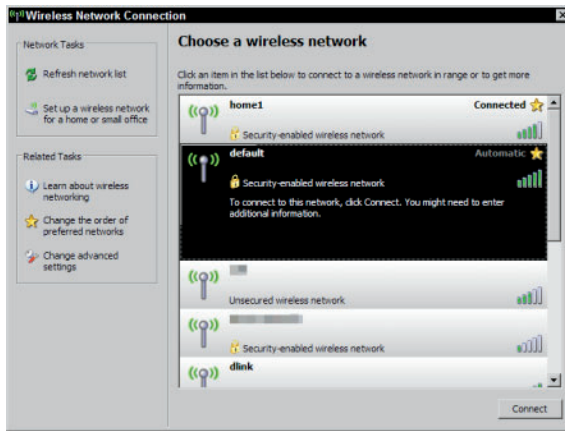 Wireless Network Connection
Network Tasks
Refresh network list
Set up a wireless network
for a home or small office
Related Tasks
Learn about wireless
networking
Change the order of
preferred networks
Change advanced
settings
Choose a wireless network
Click an item in the list below to connect to a wireless network in range or to get more
information.
home1 Connected
Security-enabled wireless network
default Automatic
Security-enabled wireless network
To connect to this network, click Connect. You might need to enter
additional information.
Unsecured wireless network
Security-enabled wireless network
dlink
Connect